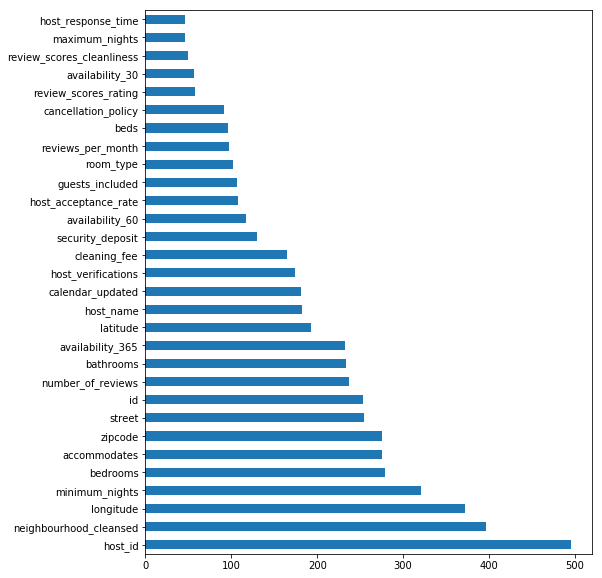 host_response_time
maximum_nights
review_scores_cleanliness
availability_30
review_scores_rating
cancellation_policy
beds
reviews_per_month
room_type
guests_included
host_acceptance_rate
availability_60
security_deposit
cleaning_fee
host_verifications
calendar_updated
host_name
latitude
availability_365
bathrooms
number_of_reviews
id
street
zipcode
accommodates
bedrooms
minimum_nights
longitude
neighbourhood_cleansed
host_id
0 100 200 300 400 500